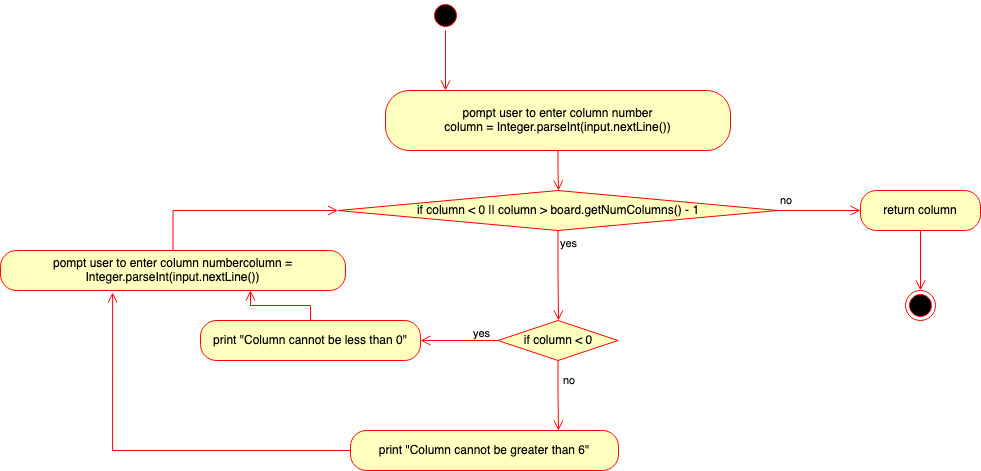 pompt user to enter column number
column = Integer.parseInt(input.nextLine())
if column < 0 || column > board.getNumColumns() - 1
no
return column
yes
pompt user to enter column numbercolumn =
Integer.parseInt(input.nextLine())
print "Column cannot be less than 0"
yes
if column < 0
no
print "Column cannot be greater than 6"